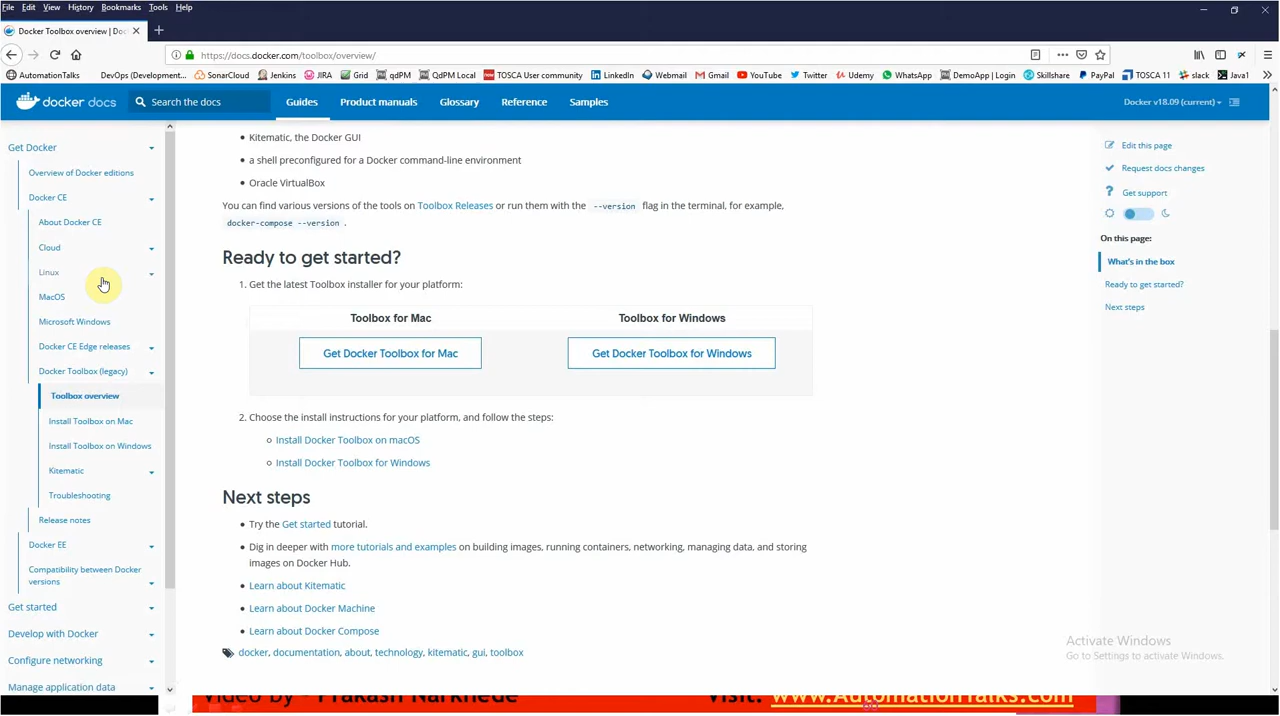 File Edit View History Bookmarks Tools Help
Docker Toolbox overview | Doc
https://docs.docker.com/toolbox/overview/
AutomationTalks DevOps (Development... SonarCloud Jenkins JIRA Grid qdPM qdPM Local TOSCA User community LinkedIn Webmail Gmail YouTube Twitter Udemy WhatsApp DemoApp | Login Skillshare PayPal TOSCA 11 slack Java1
docker docs Search the docs Guides Product manuals Glossary Reference Samples Docker v18.09 (current)
Get Docker
Overview of Docker editions
Docker CE
About Docker CE
Cloud
Linux
MacOS
Microsoft Windows
Docker CE Edge releases
Docker Toolbox (legacy)
Toolbox overview
Install Toolbox on Mac
Install Toolbox on Windows
Kitematic
Troubleshooting
Release notes
Docker EE
Compatibility between Docker
versions
Get started
Develop with Docker
Configure networking
Manage application data
• Kitematic, the Docker GUI
• a shell preconfigured for a Docker command-line environment
• Oracle VirtualBox
You can find various versions of the tools on Toolbox Releases or run them with the --version flag in the terminal, for example,
docker-compose --version .
Ready to get started?
1. Get the latest Toolbox installer for your platform:
Toolbox for Mac Toolbox for Windows
Get Docker Toolbox for Mac Get Docker Toolbox for Windows
2. Choose the install instructions for your platform, and follow the steps:
Install Docker Toolbox on macOS
Install Docker Toolbox for Windows
Next steps
• Try the Get started tutorial.
• Dig in deeper with more tutorials and examples on building images, running containers, networking, managing data, and storing
images on Docker Hub.
• Learn about Kitematic
• Learn about Docker Machine
• Learn about Docker Compose
docker, documentation, about, technology, kitematic, gui, toolbox
Edit this page
Request docs changes
Get support
On this page:
What's in the box
Ready to get started?
Next steps
Activate Windows
Go to Settings to activate Windows.
Video by - Prakash Narkhede Visit: www.AutomationTalks.com